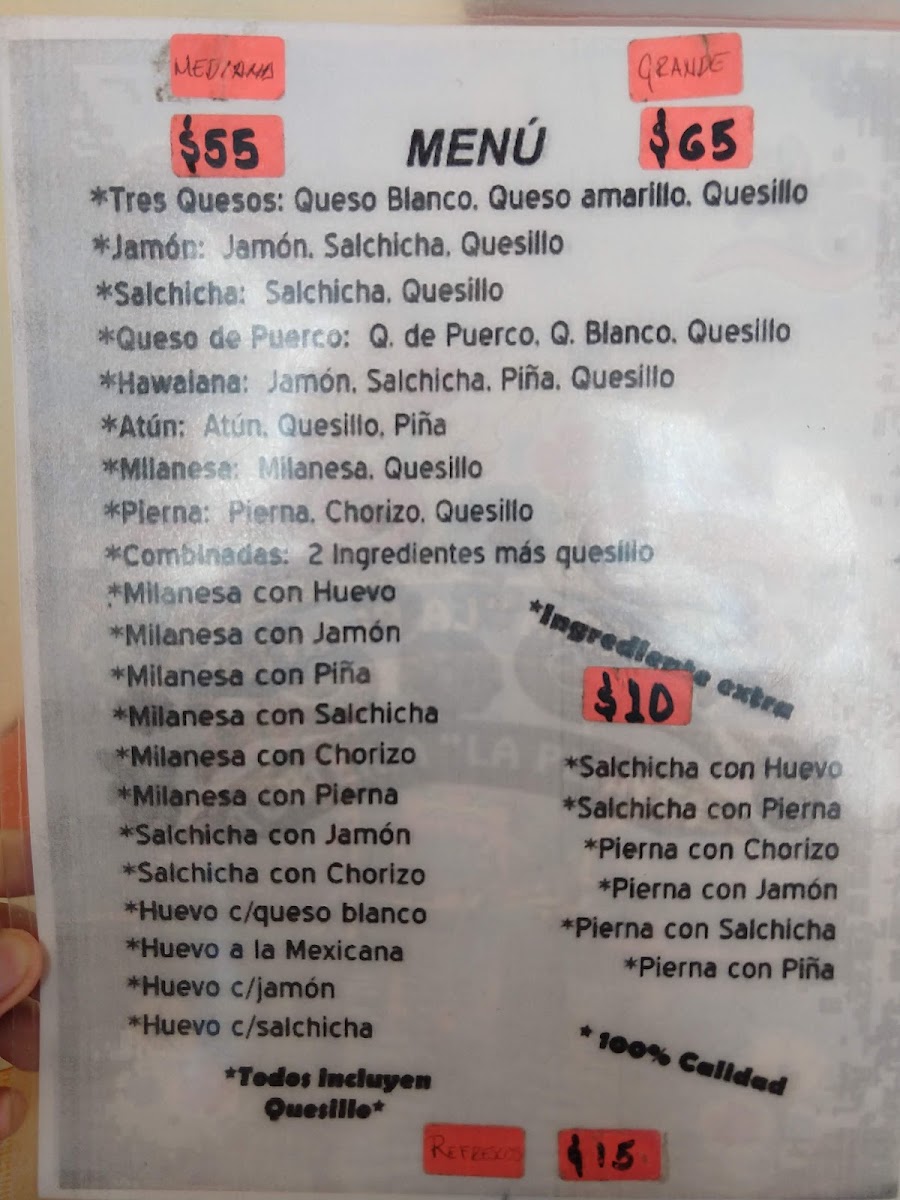 MEDIANA
GRANDE
$55
MENÚ
$65
*Tres Quesos: Queso Blanco, Queso amarillo, Quesillo
*Jamón: Jamón, Salchicha, Quesillo
*Salchicha: Salchicha, Quesillo
*Queso de Puerco: Q. de Puerco, Q. Blanco, Quesillo
*Hawaiana: Jamón, Salchicha, Piña, Quesillo
*Atún: Atún, Quesillo, Piña
*Milanesa: Milanesa, Quesillo
*Pierna: Pierna, Chorizo, Quesillo
*Combinadas: 2 Ingredientes más quesillo
*Milanesa con Huevo
*Milanesa con Jamón
*Milanesa con Piña
*Milanesa con Salchicha
*Milanesa con Chorizo
*Milanesa con Pierna
*Salchicha con Jamón
*Salchicha con Chorizo
*Huevo c/queso blanco
*Huevo a la Mexicana
*Huevo c/jamón
*Huevo c/salchicha
*Ingrediente extra
$10
*Salchicha con Huevo
*Salchicha con Pierna
*Pierna con Chorizo
*Pierna con Jamón
*Pierna con Salchicha
*Pierna con Piña
*Todos incluyen
Quesillo*
* 100% Calidad
REFRESCOS
$15